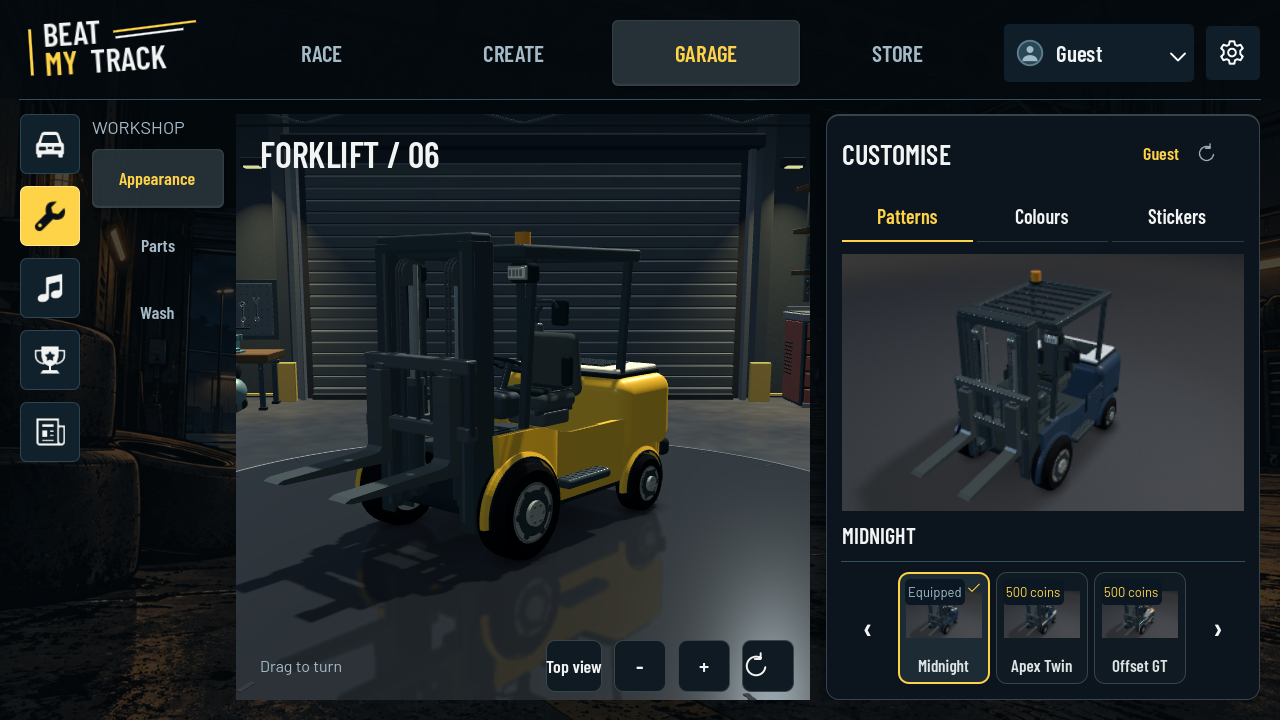 BEAT
MY TRACK
RACE
CREATE
GARAGE
STORE
Guest
WORKSHOP
Appearance
Parts
Wash
FORKLIFT / 06
Drag to turn
Top view
-
+
CUSTOMISE
Guest
Patterns
Colours
Stickers
MIDNIGHT
Equipped
500 coins
500 coins
Midnight
Apex Twin
Offset GT